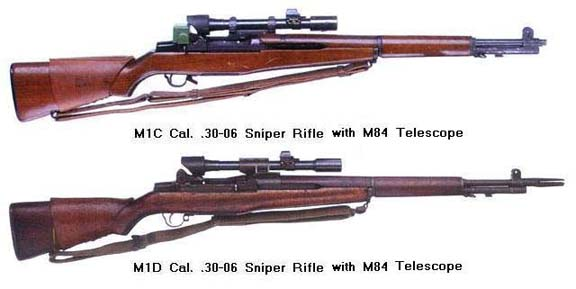 M1C Cal. .30-06 Sniper Rifle with M84 Telescope
M1D Cal. .30-06 Sniper Rifle with M84 Telescope